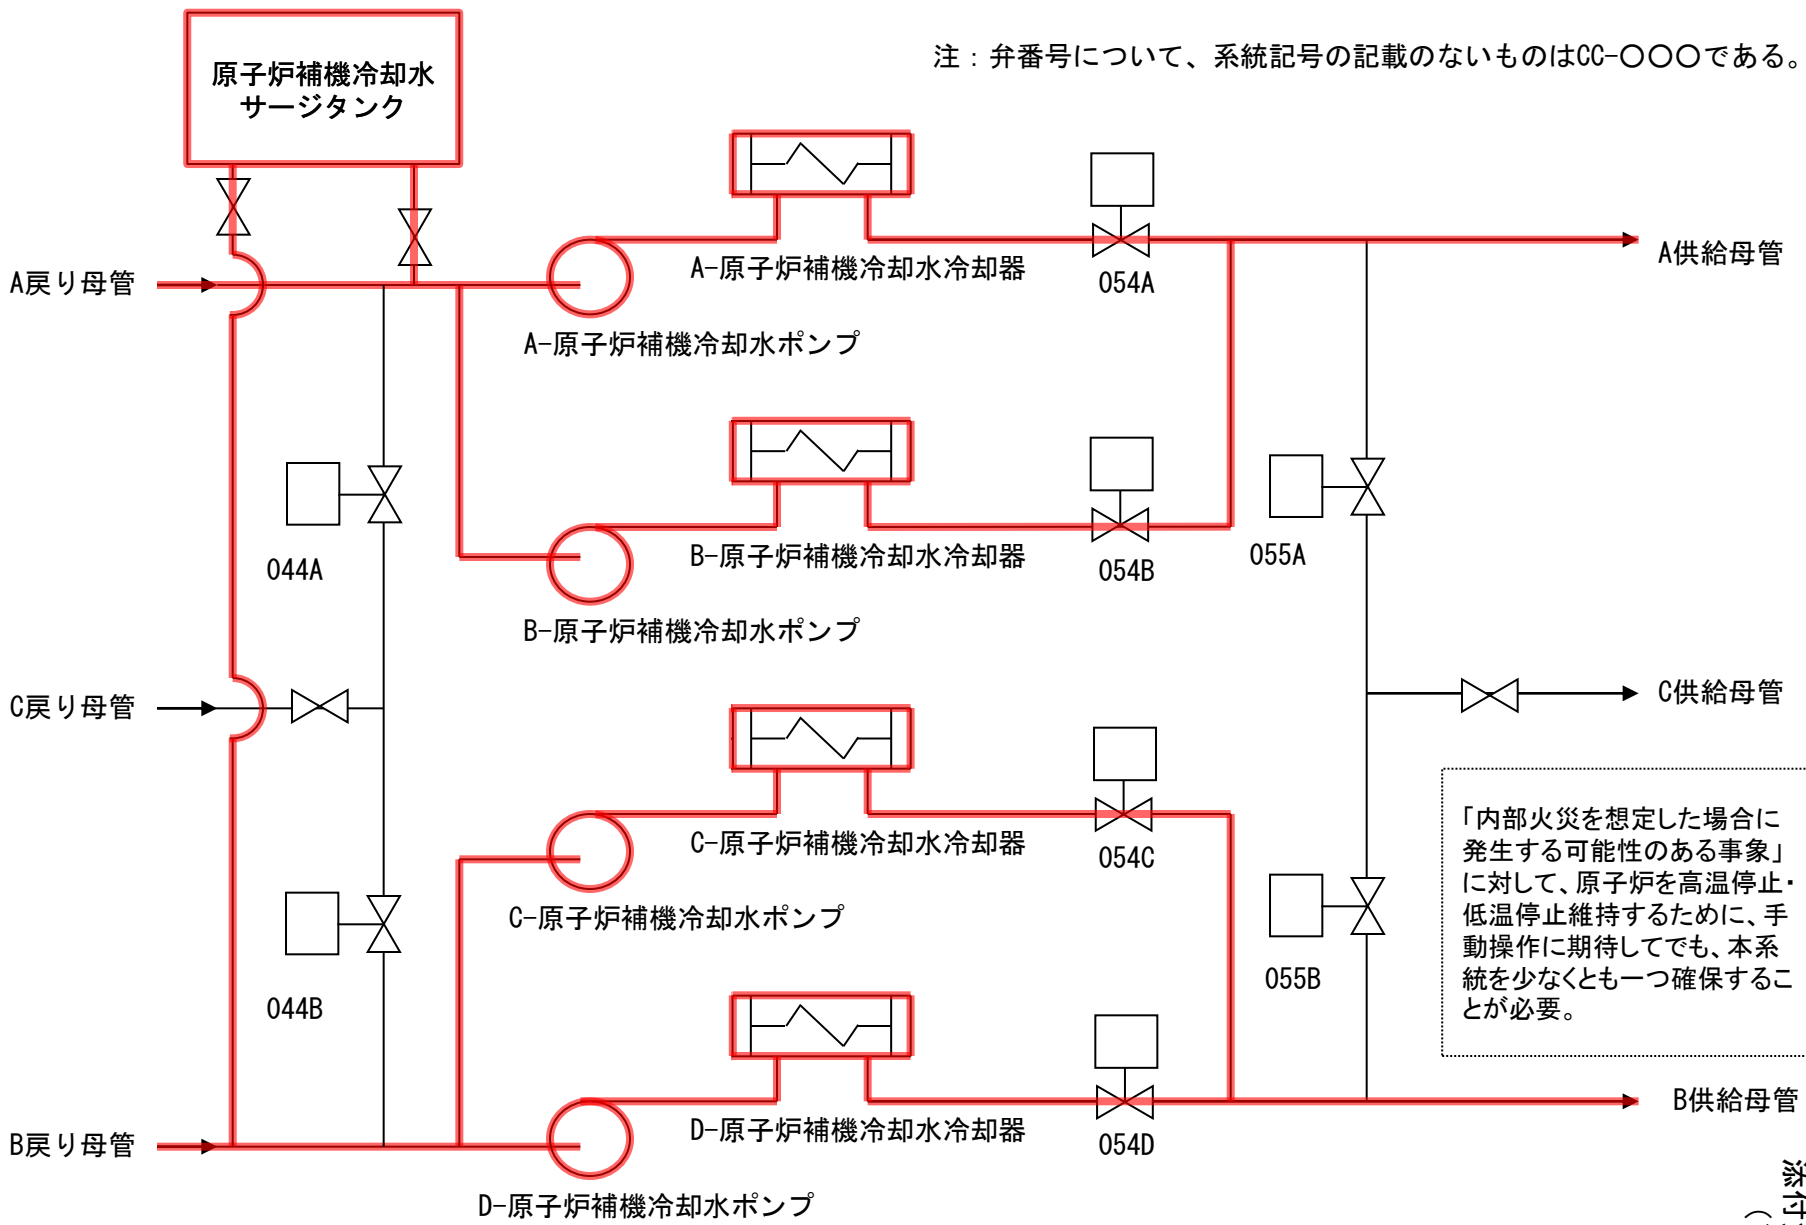 注：弁番号について、系統記号の記載のないものはCC-〇〇〇である。
原子炉補機冷却水
サージタンク
A戻り母管
A-原子炉補機冷却水冷却器
054A
A供給母管
A-原子炉補機冷却水ポンプ
044A
B-原子炉補機冷却水冷却器
054B
055A
B-原子炉補機冷却水ポンプ
C戻り母管
C供給母管
C-原子炉補機冷却水冷却器
054C
C-原子炉補機冷却水ポンプ
「内部火災を想定した場合に
発生する可能性のある事象」
に対して、原子炉を高温停止・
低温停止維持するために、手
動操作に期待してでも、本系
統を少なくとも一つ確保するこ
とが必要。
044B
055B
B戻り母管
D-原子炉補機冷却水冷却器
054D
B供給母管
D-原子炉補機冷却水ポンプ
添付